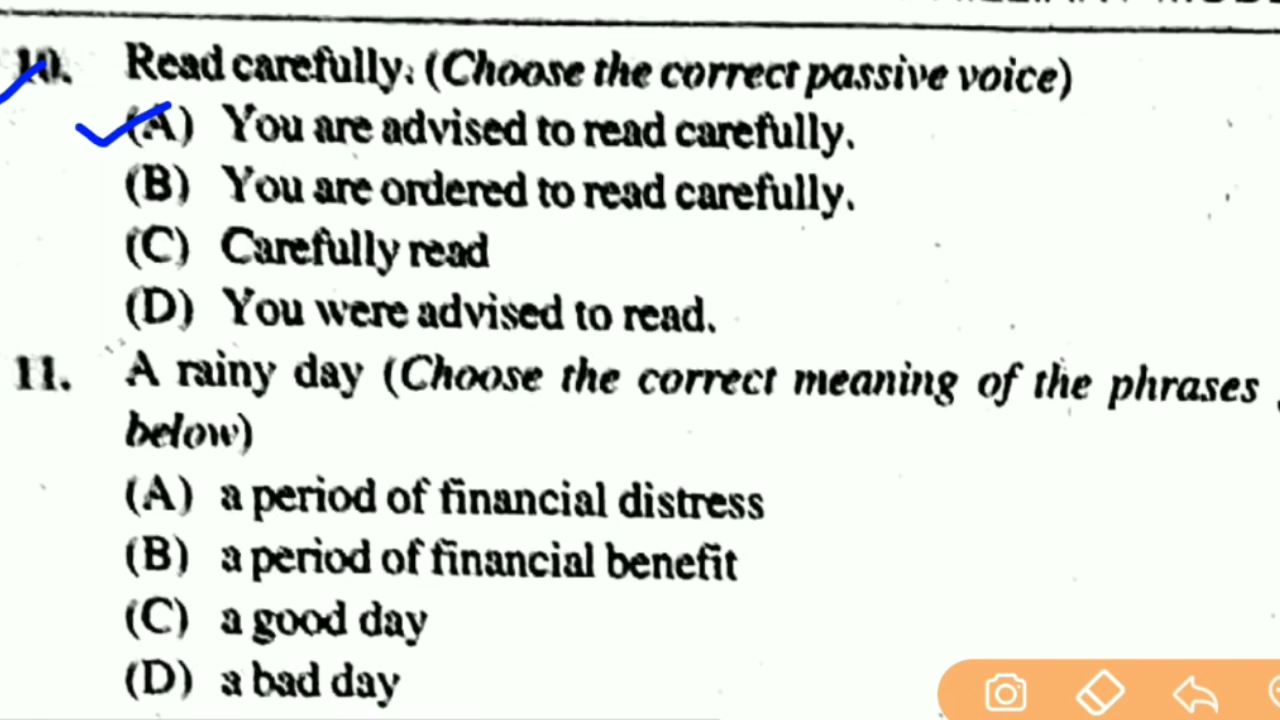 10. Read carefully. (Choose the correct passive voice)
(A) You are advised to read carefully.
(B) You are ordered to read carefully.
(C) Carefully read
(D) You were advised to read.
11. A rainy day (Choose the correct meaning of the phrases
below)
(A) a period of financial distress
(B) a period of financial benefit
(C) a good day
(D) a bad day